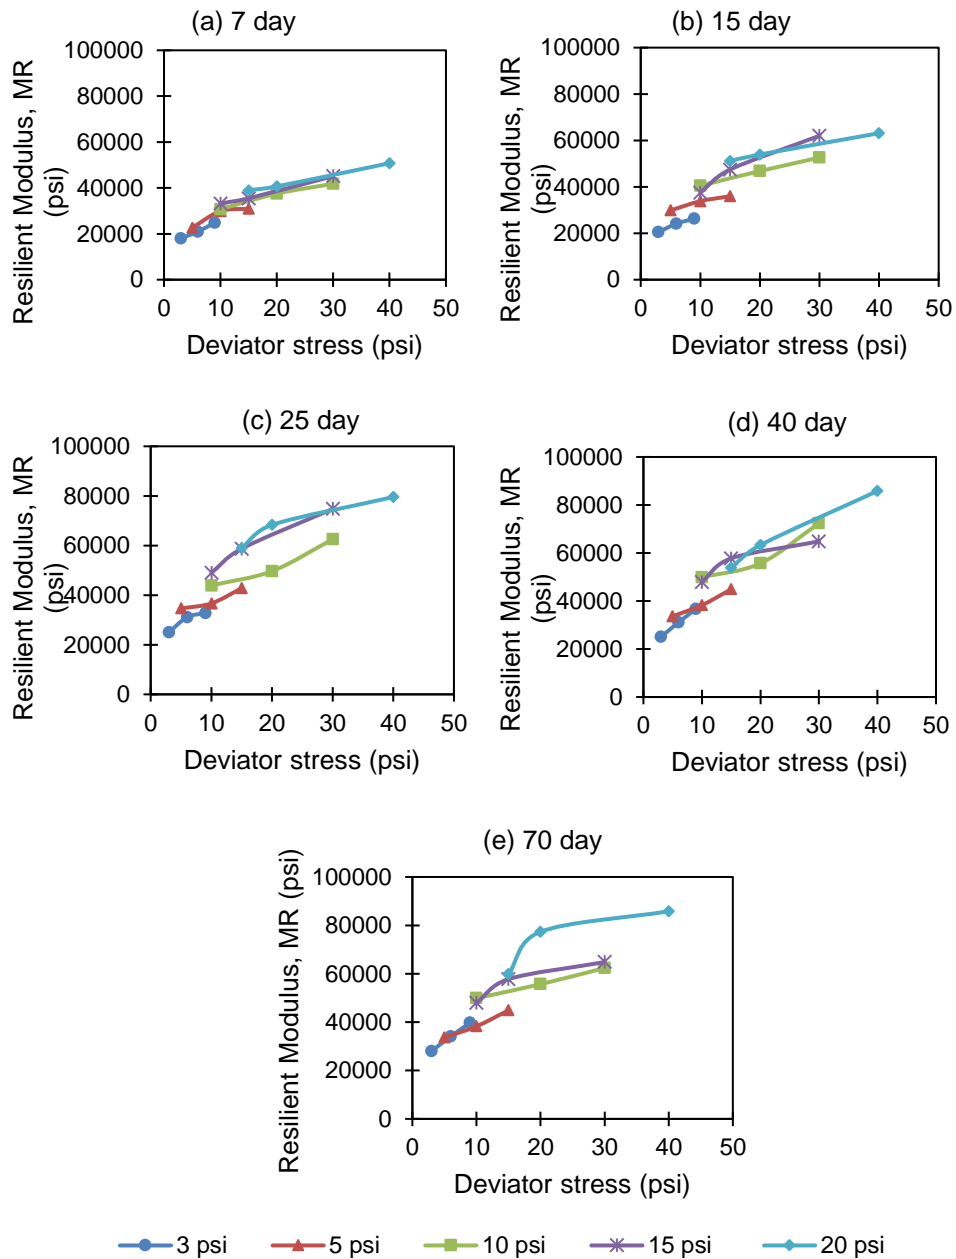 (a) 7 day
Resilient Modulus, MR
(psi)
100000
80000
60000
40000
20000
0
0 10 20 30 40 50
Deviator stress (psi)
(b) 15 day
Resilient Modulus, MR
(psi)
100000
80000
60000
40000
20000
0
0 10 20 30 40 50
Deviator stress (psi)
(c) 25 day
Resilient Modulus, MR
(psi)
100000
80000
60000
40000
20000
0
0 10 20 30 40 50
Deviator stress (psi)
(d) 40 day
Resilient Modulus, MR
(psi)
100000
80000
60000
40000
20000
0
0 10 20 30 40 50
Deviator stress (psi)
(e) 70 day
Resilient Modulus, MR (psi)
100000
80000
60000
40000
20000
0
0 10 20 30 40 50
Deviator stress (psi)
3 psi 5 psi 10 psi 15 psi 20 psi